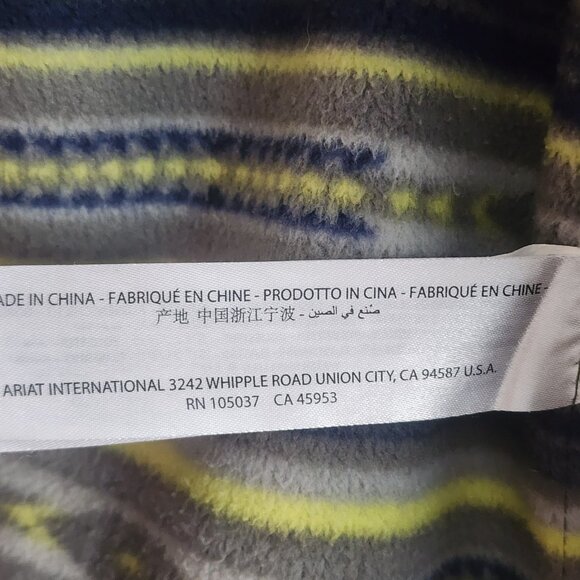 ADE IN CHINA - FABRIQUÉ EN CHINE - PRODOTTO IN CINA - FABRIQUÉ EN CHINE -
产地 中国浙江宁波 - صُنع في الصين
ARIAT INTERNATIONAL 3242 WHIPPLE ROAD UNION CITY, CA 94587 U.S.A.
RN 105037 CA 45953